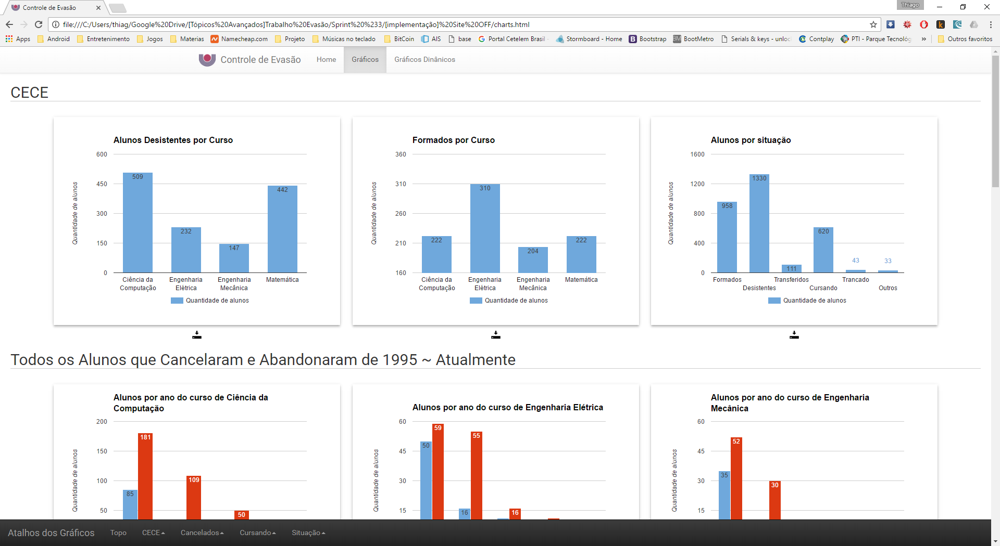 Controle de Evasão
Thiago
file:///C:/Users/thiag/Google%20Drive/[Tópicos%20Avançados]Trabalho%20Evasão/Sprint%20%233/[implementação]%20Site%20OFF/charts.html
Apps Android Entretenimento Jogos Materias Namecheap.com Projeto Músicas no teclado BitCoin AIS base Portal Cetelem Brasil Stormboard - Home Bootstrap BootMetro Serials & keys - unloc Contplay PTI - Parque Tecnológ » Outros favoritos
Controle de Evasão Home Gráficos Gráficos Dinânicos
CECE
Alunos Desistentes por Curso
Quantidade de alunos
600
450
300
150
0
509
232
147
442
Ciência da Computação
Engenharia Elétrica
Engenharia Mecânica
Matemática
Quantidade de alunos
Formados por Curso
Quantidade de alunos
360
310
260
210
160
222
310
204
222
Ciência da Computação
Engenharia Elétrica
Engenharia Mecânica
Matemática
Quantidade de alunos
Alunos por situação
Quantidade de alunos
1600
1200
800
400
0
958
1330
111
620
43
33
Formados
Desistentes
Transferidos
Cursando
Trancado
Outros
Quantidade de alunos
Todos os Alunos que Cancelaram e Abandonaram de 1995 ~ Atualmente
Alunos por ano do curso de Ciência da
Computação
Quantidade de alunos
200
150
100
50
85
181
109
50
Alunos por ano do curso de Engenharia Elétrica
Quantidade de alunos
60
45
30
15
50
59
16
55
16
Alunos por ano do curso de Engenharia
Mecânica
Quantidade de alunos
60
45
30
15
35
52
30
Atalhos dos Gráficos Topo CECE Cancelados Cursando Situação